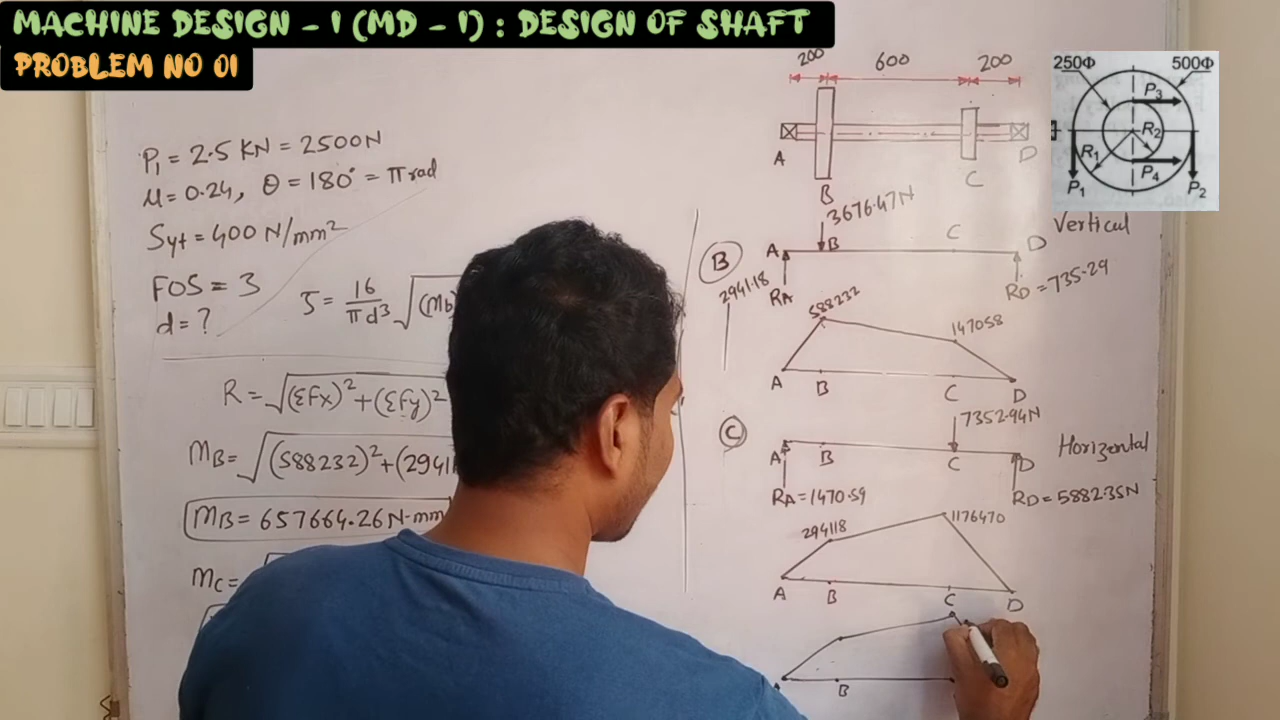 MACHINE DESIGN - I (MD - I) : DESIGN OF SHAFT
PROBLEM NO 01
P₁ = 2.5 KN = 2500N
μ = 0.24, θ = 180° = π rad
Syt = 400 N/mm²
FOS = 3
d = ?
τ = 16/πd³ √(Mb)
R = √(ΣFx)² + (ΣFy)²
MB = √(588232)² + (2941
MB = 657664.26 N-mm
Mc =
200 600 200
A B C D
250Φ 500Φ
P3
R2
R1
P4
P1 P2
B
3676.47N
Vertical
A B C D
2941.18
RA
RD = 735.29
588232
147058
A B C D
C
7352.94N
Horizontal
A B C D
RA = 1470.59
RD = 5882.35N
294118
1176470
A B C D
A B